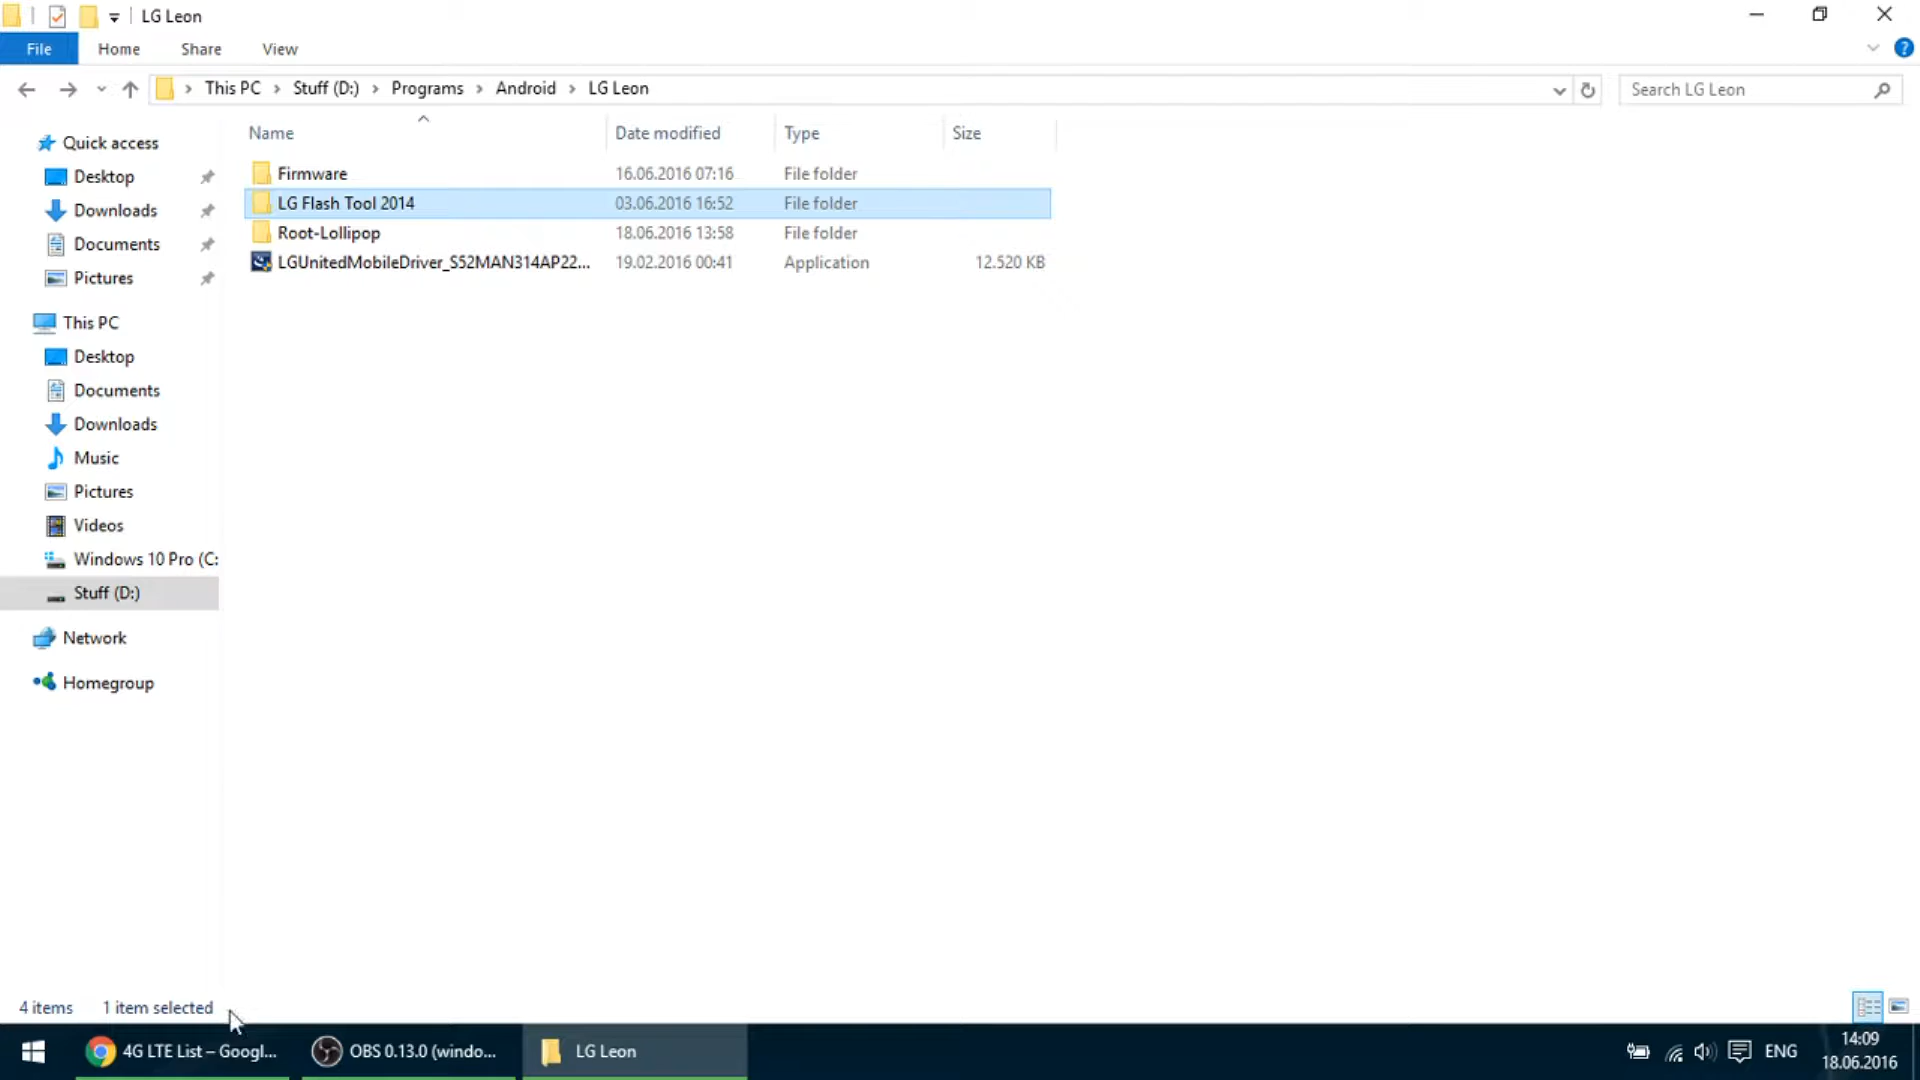 LG Leon
File Home Share View
This PC Stuff (D:) Programs Android LG Leon
Search LG Leon
Name Date modified Type Size
Firmware 16.06.2016 07:16 File folder
LG Flash Tool 2014 03.06.2016 16:52 File folder
Root-Lollipop 18.06.2016 13:58 File folder
LGUnitedMobileDriver_S52MAN314AP22... 19.02.2016 00:41 Application 12.520 KB
Quick access
Desktop
Downloads
Documents
Pictures
This PC
Desktop
Documents
Downloads
Music
Pictures
Videos
Windows 10 Pro (C:
Stuff (D:)
Network
Homegroup
4 items 1 item selected
4G LTE List – Googl... OBS 0.13.0 (windo... LG Leon
ENG
14:09
18.06.2016